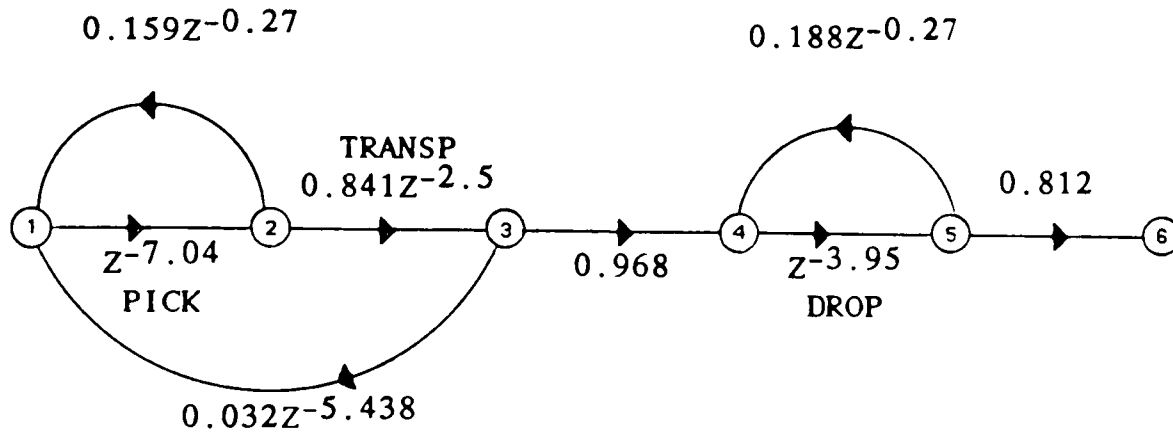 0.159Z-0.27
0.188Z-0.27
TRANSP
0.841Z-2.5
0.812
1
2
3
4
5
6
Z-7.04
0.968
Z-3.95
PICK
DROP
0.032Z-5.438